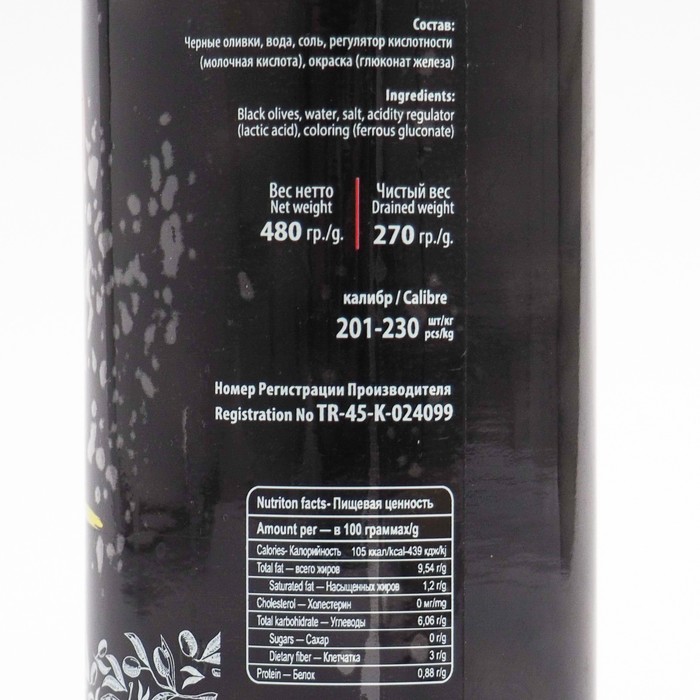 Состав:
Черные оливки, вода, соль, регулятор кислотности
(молочная кислота), окраска (глюконат железа)
Ingredients:
Black olives, water, salt, acidity regulator
(lactic acid), coloring (ferrous gluconate)
Вес нетто
Net weight
480 гр./g.
Чистый вес
Drained weight
270 гр./g.
калибр / Calibre
201-230 шт/кг pcs/kg
Номер Регистрации Производителя
Registration No TR-45-K-024099
Nutriton facts- Пищевая ценность
Amount per — в 100 граммах/g
Calories- Калорийность 105 ккал/kcal-439 кдж/kj
Total fat — всего жиров 9,54 г/g
Saturated fat — Насыщенных жиров 1,2 г/g
Cholesterol — Холестерин 0 мг/mg
Total karbohidrate — Углеводы 6,06 г/g
Sugars — Сахар 0 г/g
Dietary fiber — Клетчатка 3 г/g
Protein — Белок 0,88 г/g